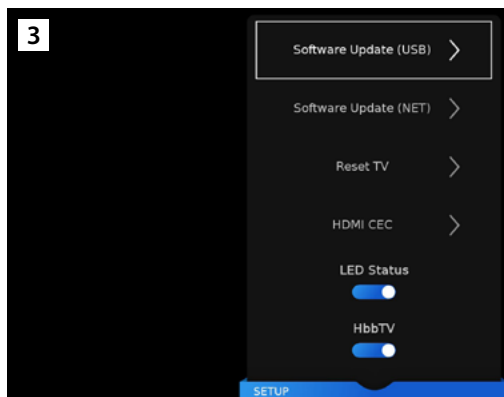 3
Software Update (USB)
Software Update (NET)
Reset TV
HDMI CEC
LED Status
HbbTV
SETUP